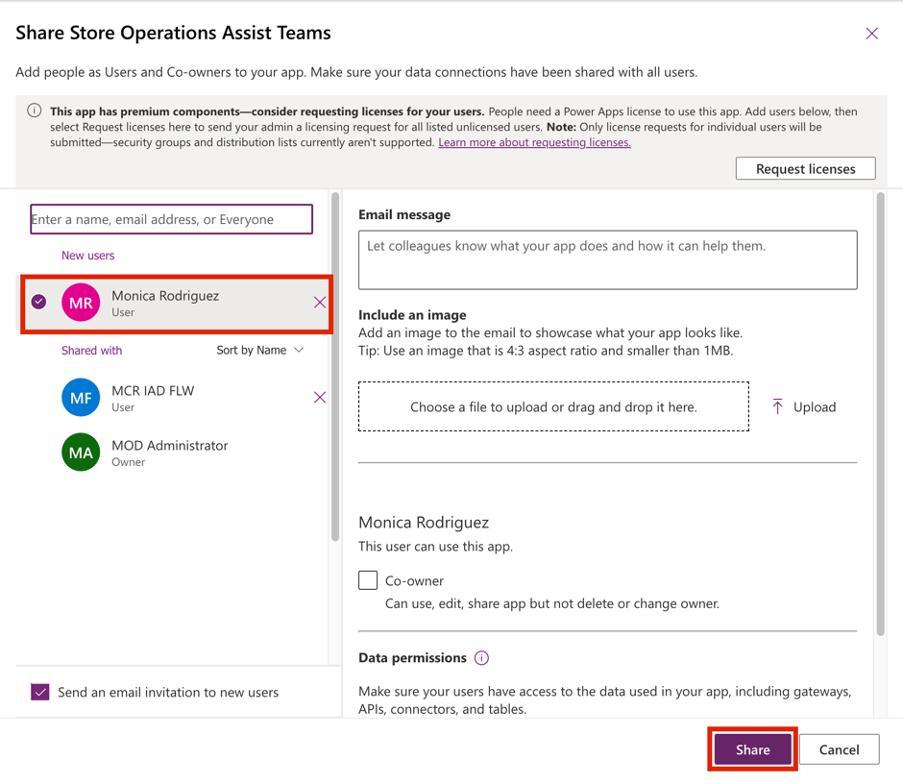 Share Store Operations Assist Teams
Add people as Users and Co-owners to your app. Make sure your data connections have been shared with all users.
This app has premium components—consider requesting licenses for your users. People need a Power Apps license to use this app. Add users below, then
select Request licenses here to send your admin a licensing request for all listed unlicensed users. Note: Only license requests for individual users will be
submitted—security groups and distribution lists currently aren't supported. Learn more about requesting licenses.
Request licenses
Enter a name, email address, or Everyone
New users
MR
Monica Rodriguez
User
Shared with
Sort by Name
MF
MCR IAD FLW
User
MA
MOD Administrator
Owner
Send an email invitation to new users
Email message
Let colleagues know what your app does and how it can help them.
Include an image
Add an image to the email to showcase what your app looks like.
Tip: Use an image that is 4:3 aspect ratio and smaller than 1MB.
Choose a file to upload or drag and drop it here.
Upload
Monica Rodriguez
This user can use this app.
Co-owner
Can use, edit, share app but not delete or change owner.
Data permissions
Make sure your users have access to the data used in your app, including gateways,
APIs, connectors, and tables.
Share
Cancel